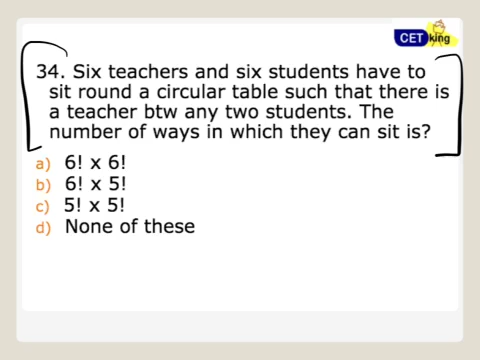 CET king
34. Six teachers and six students have to
sit round a circular table such that there is
a teacher btw any two students. The
number of ways in which they can sit is?
a) 6! x 6!
b) 6! x 5!
c) 5! x 5!
d) None of these